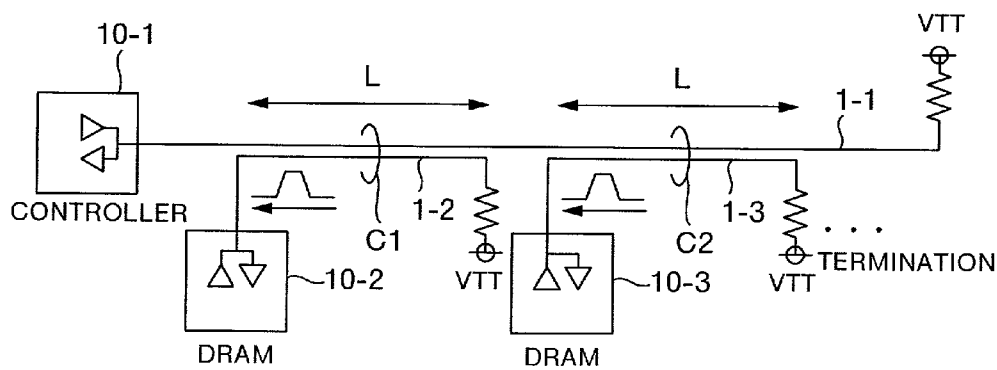 10-1
VTT
L
L
1-1
CONTROLLER
1-2
1-3
C1
C2
10-2
VTT
10-3
VTT
TERMINATION
. . .
DRAM
DRAM